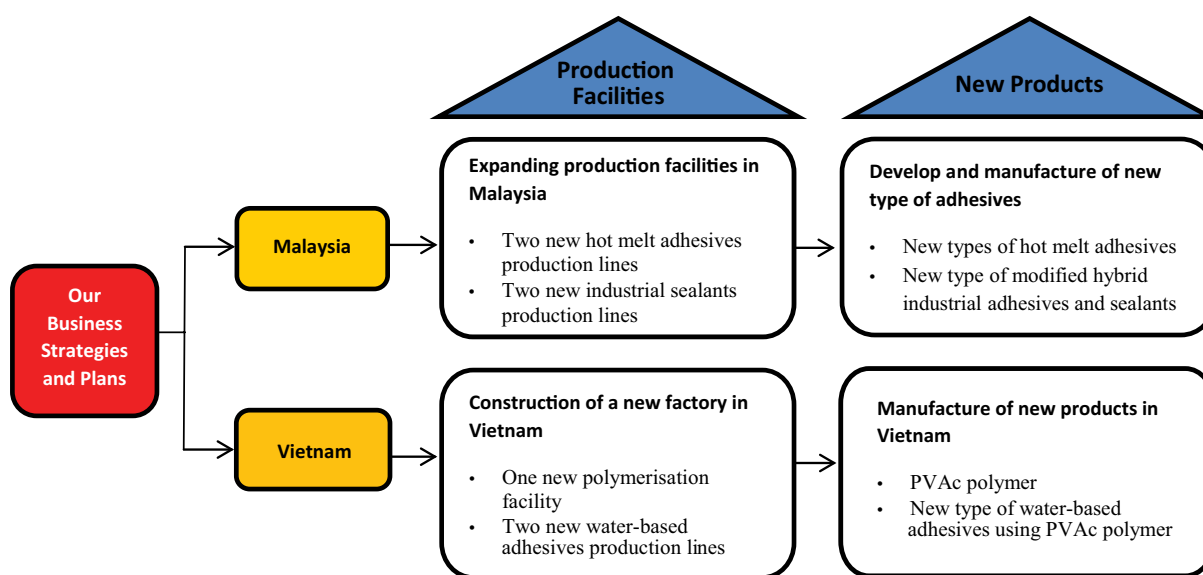 Production
Facilities
New Products
Our
Business
Strategies
and Plans
Malaysia
Expanding production facilities in
Malaysia
• Two new hot melt adhesives
production lines
• Two new industrial sealants
production lines
Develop and manufacture of new
type of adhesives
• New types of hot melt adhesives
• New type of modified hybrid
industrial adhesives and sealants
Vietnam
Construction of a new factory in
Vietnam
• One new polymerisation
facility
• Two new water-based
adhesives production lines
Manufacture of new products in
Vietnam
• PVAc polymer
• New type of water-based
adhesives using PVAc polymer